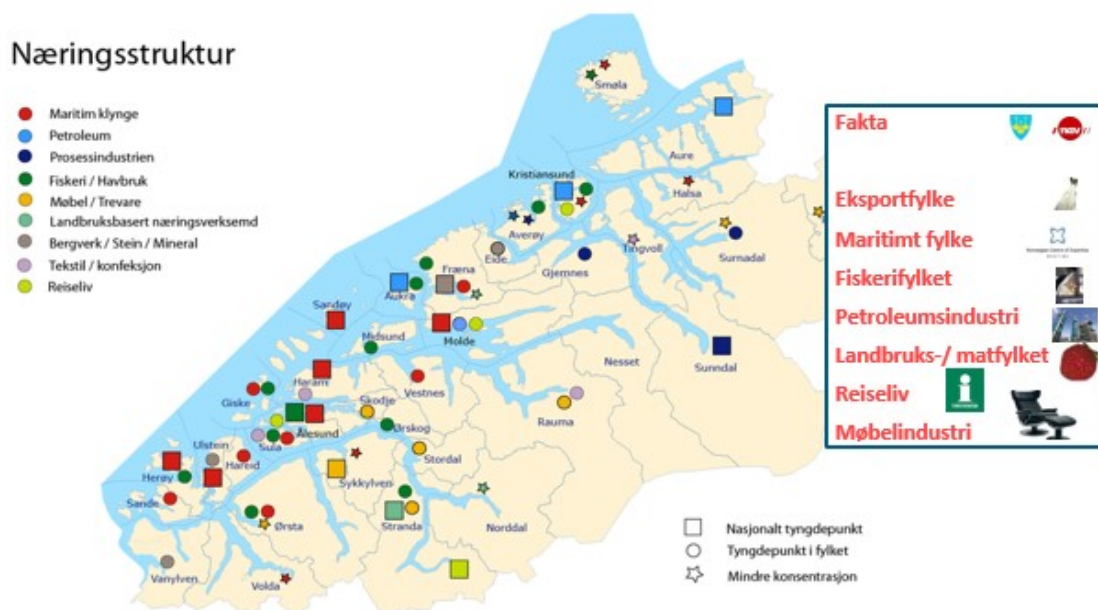 Næringsstruktur
Maritim klynge
Petroleum
Prosessindustrien
Fiskeri / Havbruk
Møbel / Trevare
Landbruksbasert næringsverksemd
Bergverk / Stein / Mineral
Tekstil / konfeksjon
Reiseliv
Smøla
Aure
Kristiansund
Halsa
Averøy
Tingvoll
Eide
Gjemnes
Surnadal
Fræna
Aukra
Sandøy
Midsund
Molde
Nesset
Sunndal
Haram
Vestnes
Giske
Skodje
Rauma
Ålesund
Ørskog
Ulstein
Sula
Hareid
Stordal
Herøy
Sykkylven
Sande
Ørsta
Stranda
Norddal
Vanylven
Volda
Nasjonalt tyngdepunkt
Tyngdepunkt i fylket
Mindre konsentrasjon
Fakta
nav
Eksportfylke
Maritimt fylke
Fiskerifylket
Petroleumsindustri
Landbruks-/ matfylket
Reiseliv
Møbelindustri